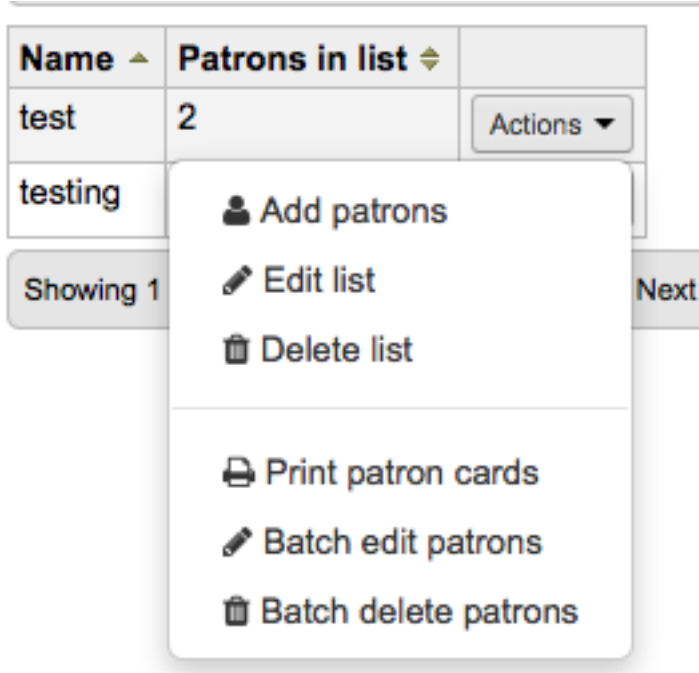 Name Patrons in list
test 2 Actions
testing
Add patrons
Edit list
Showing 1 Next
Delete list
Print patron cards
Batch edit patrons
Batch delete patrons